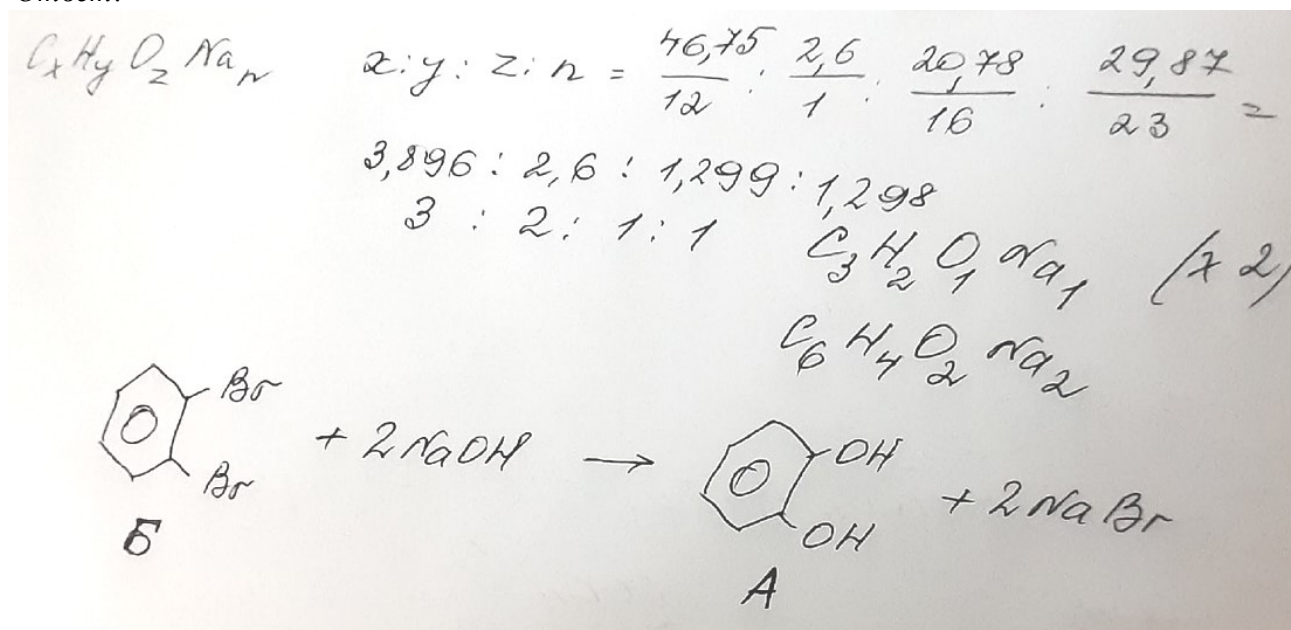 CxHyOzNan x:y:z:n = 46,75/12 : 2,6/1 : 20,78/16 : 29,87/23 =
3,896 : 2,6 : 1,299 : 1,298
3 : 2 : 1 : 1 C3H2O1Na1 (x2)
C6H4O2Na2
Br
Br + 2NaOH → OH
OH + 2NaBr
Б
А